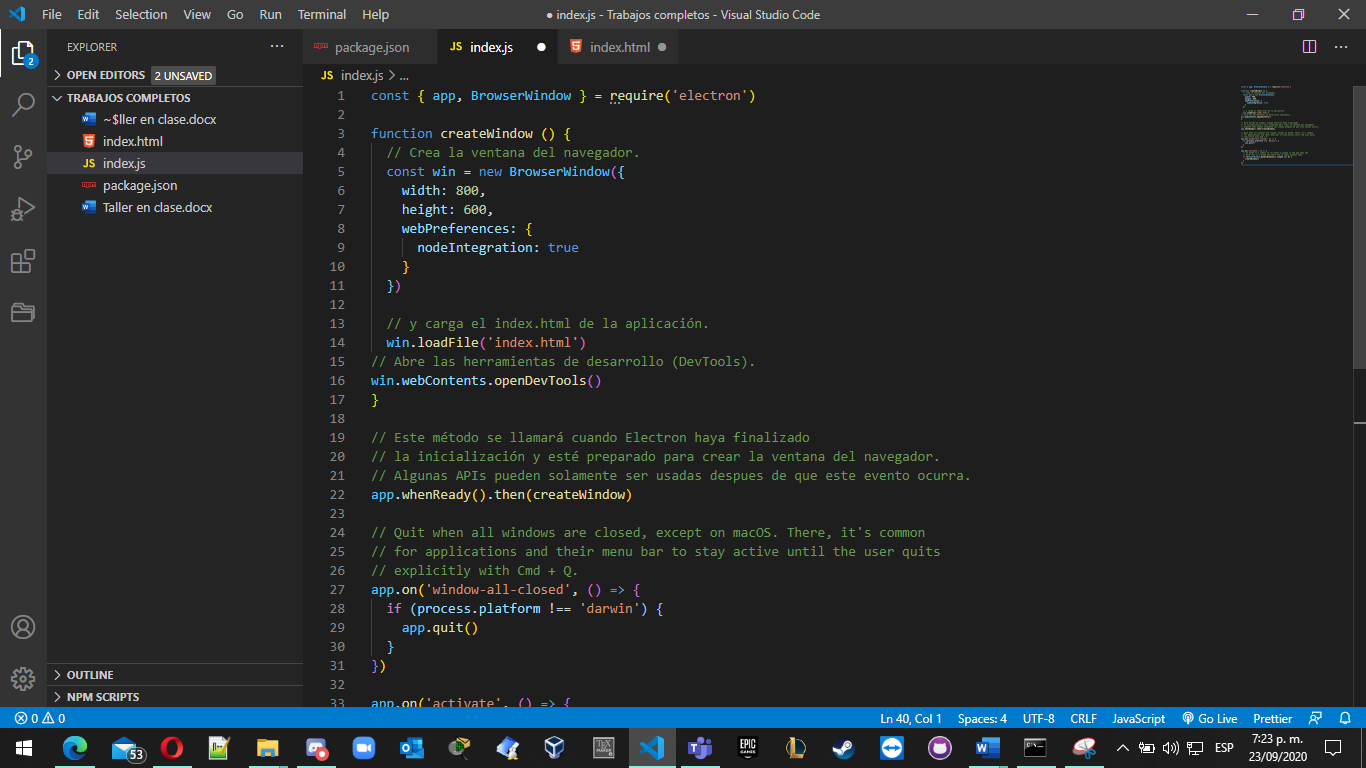 File Edit Selection View Go Run Terminal Help ● index.js - Trabajos completos - Visual Studio Code
EXPLORER ···
package.json
JS index.js ●
index.html ●
OPEN EDITORS 2 UNSAVED
TRABAJOS COMPLETOS
~$ller en clase.docx
index.html
JS index.js
package.json
Taller en clase.docx
OUTLINE
NPM SCRIPTS
2
JS index.js > ...
1 const { app, BrowserWindow } = require('electron')
2
3 function createWindow () {
4 // Crea la ventana del navegador.
5 const win = new BrowserWindow({
6 width: 800,
7 height: 600,
8 webPreferences: {
9 nodeIntegration: true
10 }
11 })
12
13 // y carga el index.html de la aplicación.
14 win.loadFile('index.html')
15 // Abre las herramientas de desarrollo (DevTools).
16 win.webContents.openDevTools()
17 }
18
19 // Este método se llamará cuando Electron haya finalizado
20 // la inicialización y esté preparado para crear la ventana del navegador.
21 // Algunas APIs pueden solamente ser usadas despues de que este evento ocurra.
22 app.whenReady().then(createWindow)
23
24 // Quit when all windows are closed, except on macOS. There, it's common
25 // for applications and their menu bar to stay active until the user quits
26 // explicitly with Cmd + Q.
27 app.on('window-all-closed', () => {
28 if (process.platform !== 'darwin') {
29 app.quit()
30 }
31 })
32
33 app.on('activate', () => {
0 0 Ln 40, Col 1 Spaces: 4 UTF-8 CRLF JavaScript Go Live Prettier
53
TEX MAKER
EPIC GAMES
ESP
7:23 p. m.
23/09/2020